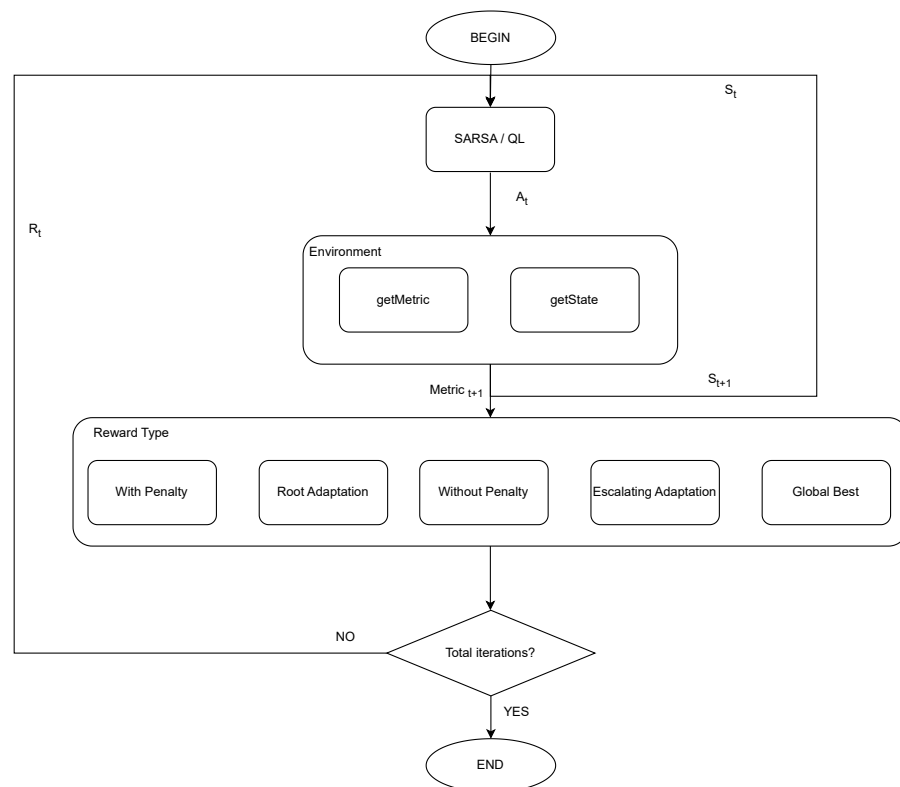 BEGIN
S_t
SARSA / QL
A_t
R_t
Environment
getMetric
getState
S_{t+1}
Metric _{t+1}
Reward Type
With Penalty
Root Adaptation
Without Penalty
Escalating Adaptation
Global Best
NO
Total iterations?
YES
END